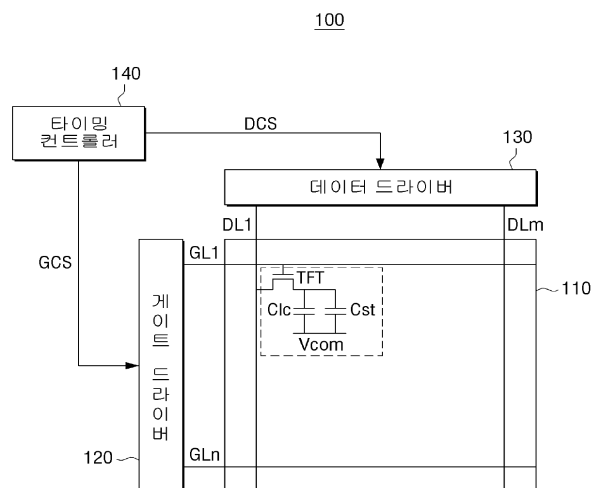 100
140
타이밍
컨트롤러
DCS
130
데이터 드라이버
DL1
DLm
GCS
GL1
TFT
Clc
Cst
Vcom
110
게이트 드라이버
120
GLn